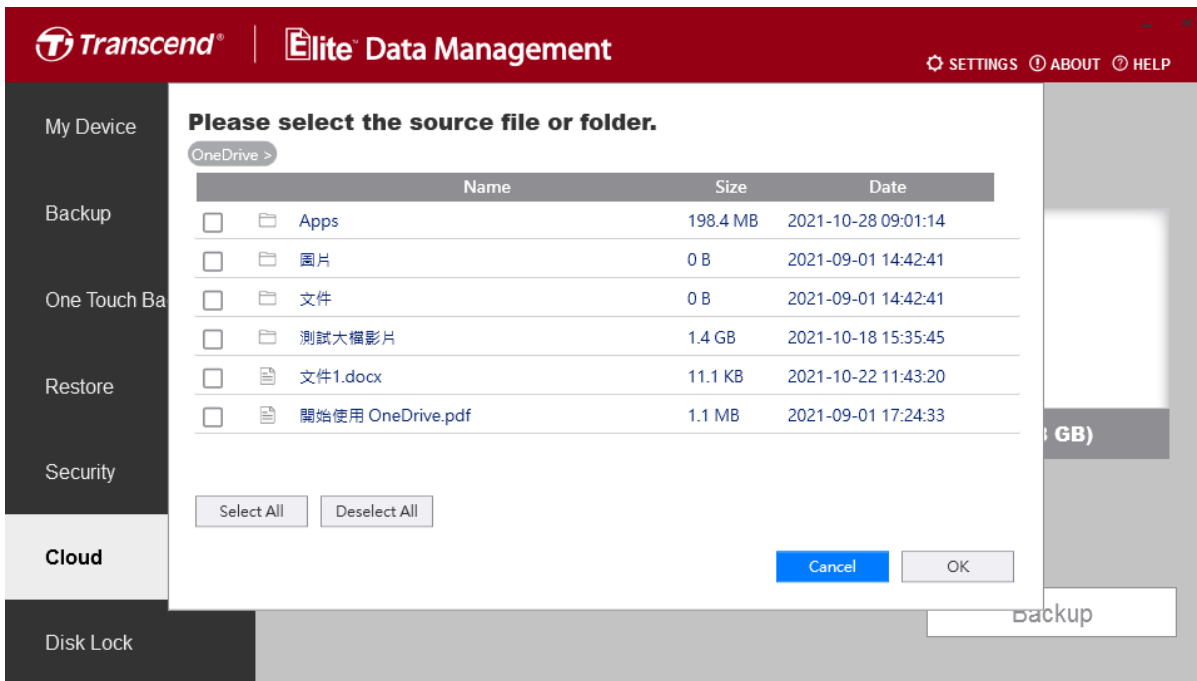 Transcend® Elite™ Data Management
SETTINGS ABOUT HELP
My Device
Backup
One Touch Ba
Restore
Security
Cloud
Disk Lock
Please select the source file or folder.
OneDrive >
Name Size Date
Apps 198.4 MB 2021-10-28 09:01:14
圖片 0 B 2021-09-01 14:42:41
文件 0 B 2021-09-01 14:42:41
測試大檔影片 1.4 GB 2021-10-18 15:35:45
文件1.docx 11.1 KB 2021-10-22 11:43:20
開始使用 OneDrive.pdf 1.1 MB 2021-09-01 17:24:33
Select All Deselect All
Cancel OK
GB)
Backup